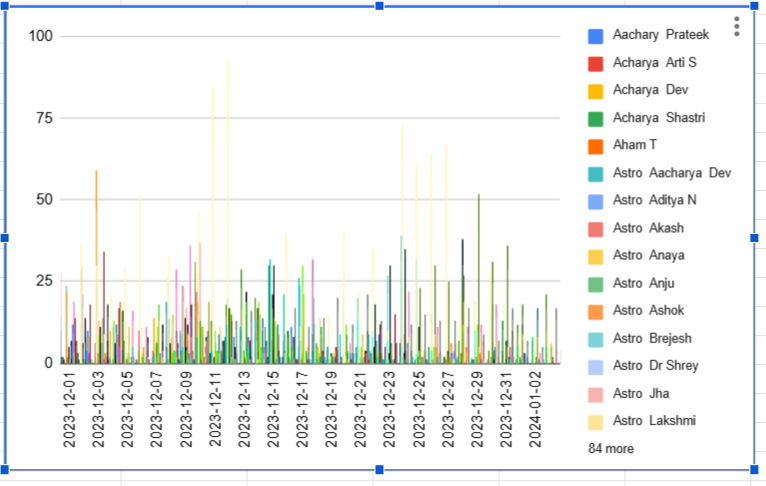 100
75
50
25
0
2023-12-01
2023-12-03
2023-12-05
2023-12-07
2023-12-09
2023-12-11
2023-12-13
2023-12-15
2023-12-17
2023-12-19
2023-12-21
2023-12-23
2023-12-25
2023-12-27
2023-12-29
2023-12-31
2024-01-02
Aachary Prateek
Acharya Arti S
Acharya Dev
Acharya Shastri
Aham T
Astro Aacharya Dev
Astro Aditya N
Astro Akash
Astro Anaya
Astro Anju
Astro Ashok
Astro Brejesh
Astro Dr Shrey
Astro Jha
Astro Lakshmi
84 more